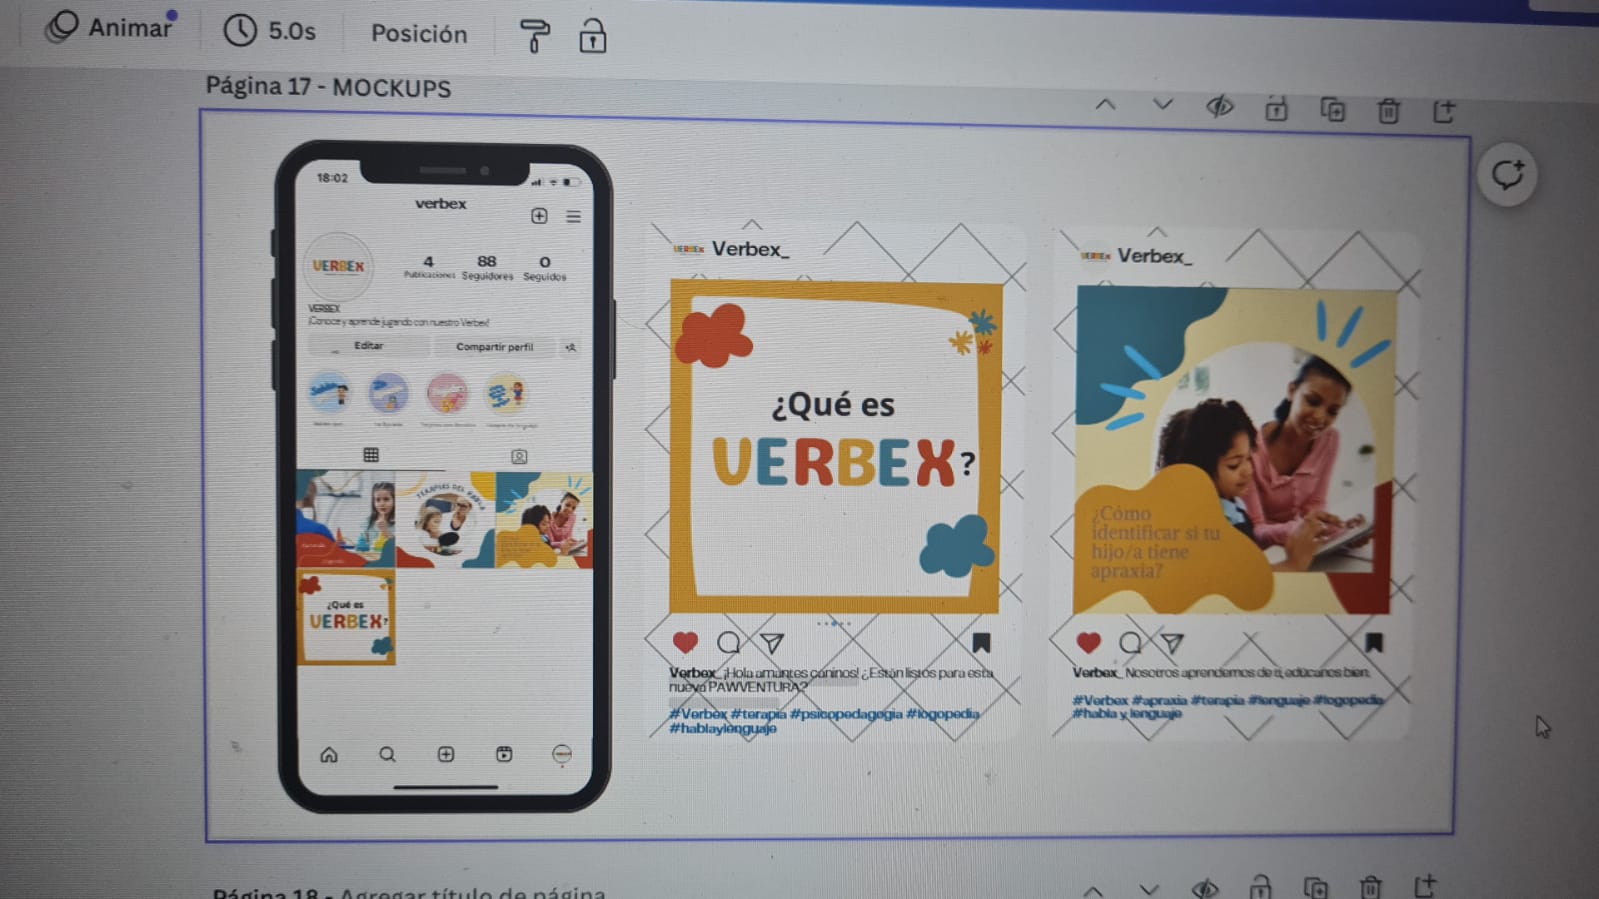 Animar
5.0s
Posición
Página 17 - MOCKUPS
18:02
verbex
VERBEX
4
88
0
Publicaciones
Seguidores
Seguidos
VERBEX
¡Conoce y aprende jugando con nuestro Verbex!
Editar
Compartir perfil
¿Qué es
VERBEX?
Verbex_
¿Qué es
VERBEX?
Verbex_ ¡Hola amantes caninos! ¿Están listos para esta
nueva PAWVENTURA?
#Verbex #terapia #psicopedagogia #logopedia
#hablaylenguaje
Verbex_
¿Cómo
identificar si tu
hijo/a tiene
apraxia?
Verbex_ Nosotros aprendemos de ti, edúcanos bien.
#Verbex #apraxia #terapia #lenguaje #logopedia
#habla y lenguaje
Página 18 - Agregar título de página